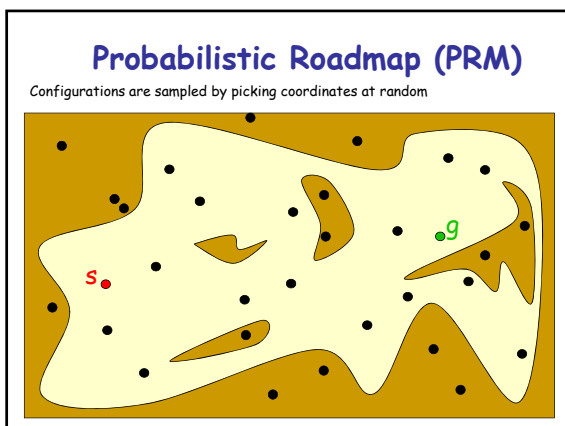 Probabilistic Roadmap (PRM)
Configurations are sampled by picking coordinates at random
g
s